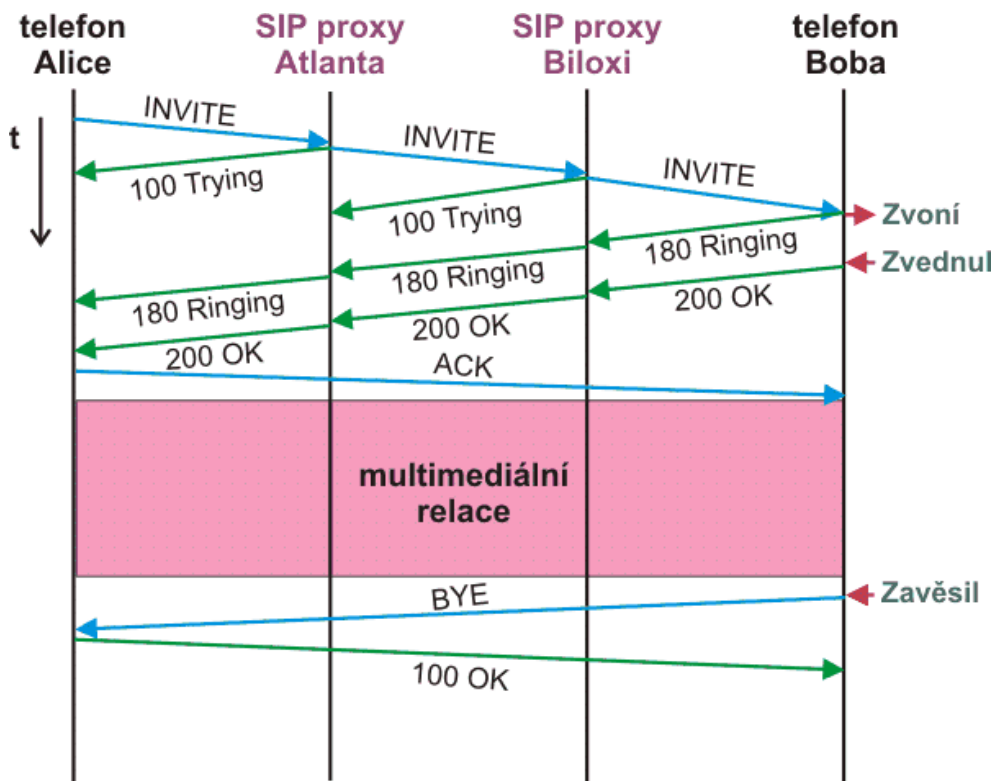 telefon
Alice
SIP proxy
Atlanta
SIP proxy
Biloxi
telefon
Boba
t
INVITE
INVITE
INVITE
100 Trying
100 Trying
Zvoní
180 Ringing
180 Ringing
180 Ringing
Zvednul
200 OK
200 OK
200 OK
ACK
multimediální
relace
BYE
Zavěsil
100 OK